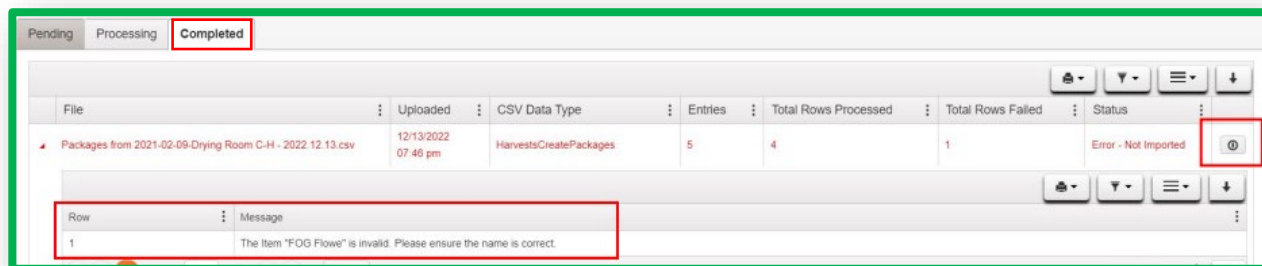 Pending Processing Completed
File Uploaded CSV Data Type Entries Total Rows Processed Total Rows Failed Status
Packages from 2021-02-09-Drying Room C-H - 2022 12.13.csv 12/13/2022 HarvestsCreatePackages 5 4 1 Error - Not Imported
07:46 pm
Row Message
1 The Item "FOG Flowe" is invalid. Please ensure the name is correct.